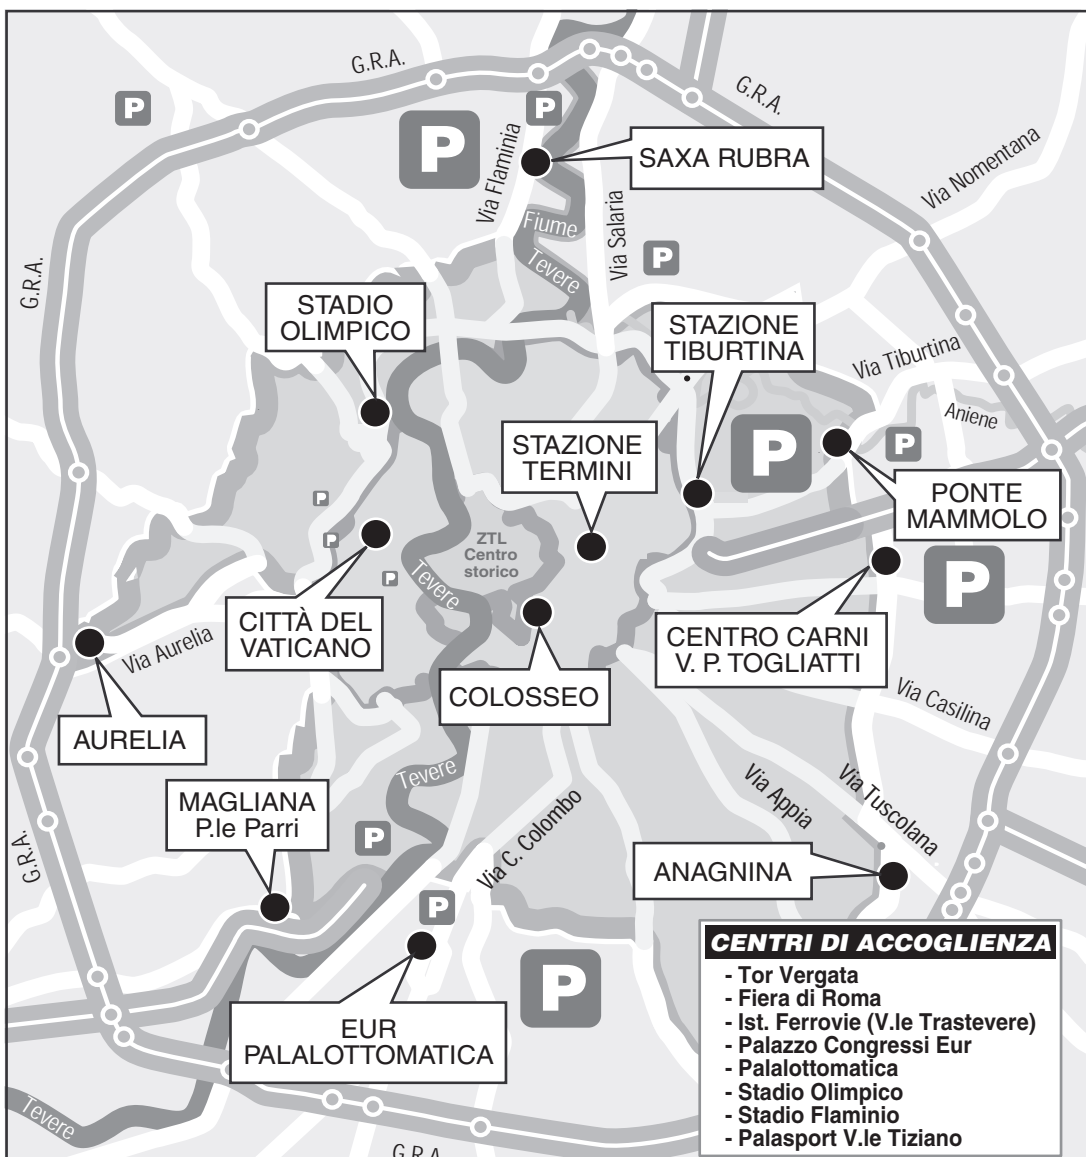 G.R.A.
G.R.A.
P
P
P
SAXA RUBRA
Via Flaminia
Via Nomentana
Via Salaria
Fiume
Tevere
P
G.R.A.
STADIO
OLIMPICO
STAZIONE
TIBURTINA
Via Tiburtina
Aniene
STAZIONE
TERMINI
P
P
PONTE
MAMMOLO
P
P
P
ZTL
Centro
storico
Tevere
P
CITTÀ DEL
VATICANO
COLOSSEO
CENTRO CARNI
V. P. TOGLIATTI
Via Aurelia
AURELIA
Via Casilina
Tevere
MAGLIANA
P.le Parri
P
Via C. Colombo
Via Appia
Via Tuscolana
G.R.A.
ANAGNINA
P
P
EUR
PALALOTTOMATICA
CENTRI DI ACCOGLIENZA
- Tor Vergata
- Fiera di Roma
- Ist. Ferrovie (V.le Trastevere)
- Palazzo Congressi Eur
- Palalottomatica
- Stadio Olimpico
- Stadio Flaminio
- Palasport V.le Tiziano
Tevere
G.R.A.